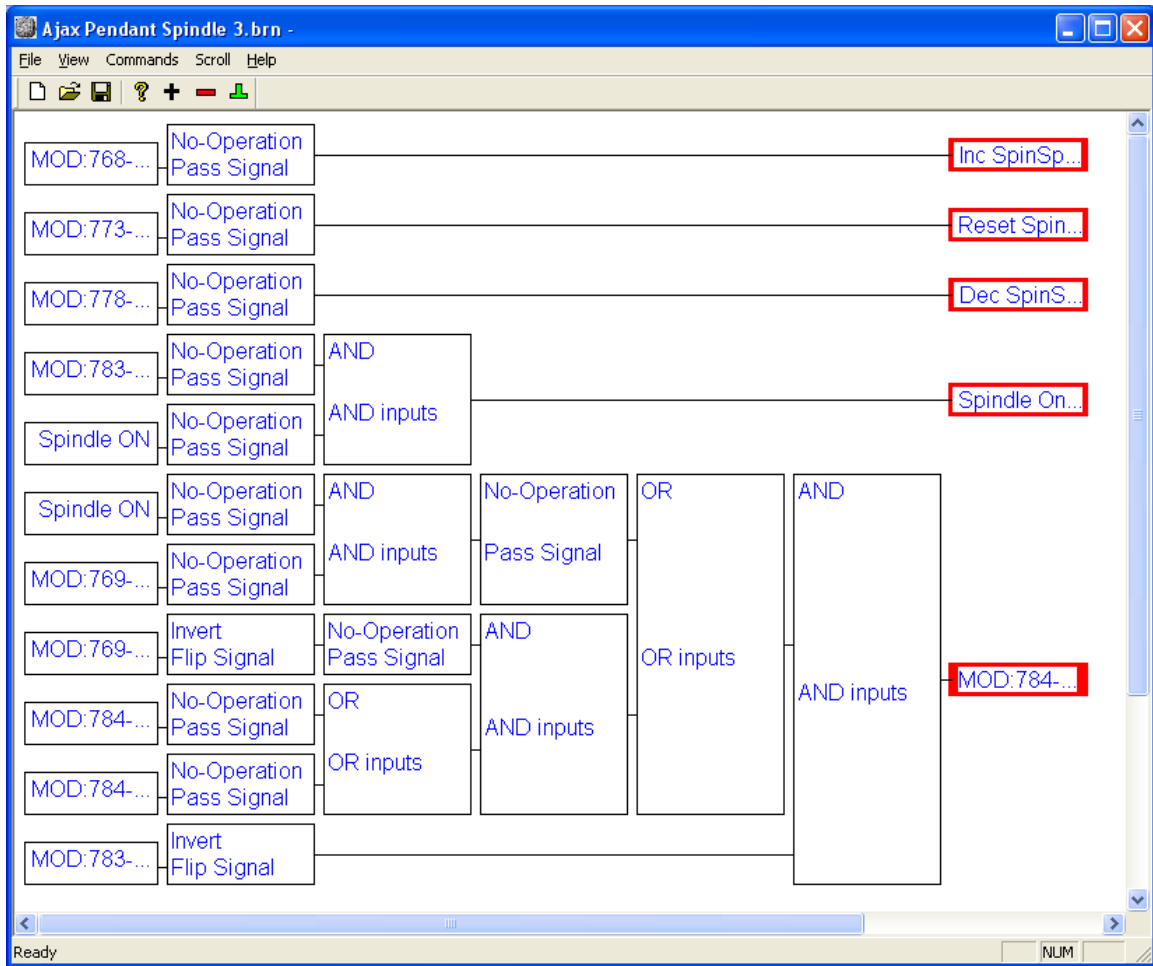 Ajax Pendant Spindle 3.brn -
File View Commands Scroll Help
MOD:768-...
No-Operation
Pass Signal
Inc SpinSp...
MOD:773-...
No-Operation
Pass Signal
Reset Spin...
MOD:778-...
No-Operation
Pass Signal
Dec SpinS...
MOD:783-...
No-Operation
Pass Signal
AND
AND inputs
Spindle On...
Spindle ON
No-Operation
Pass Signal
Spindle ON
No-Operation
Pass Signal
AND
AND inputs
No-Operation
Pass Signal
OR
OR inputs
AND
AND inputs
MOD:784-...
MOD:769-...
No-Operation
Pass Signal
MOD:769-...
Invert
Flip Signal
No-Operation
Pass Signal
AND
AND inputs
MOD:784-...
No-Operation
Pass Signal
OR
OR inputs
MOD:784-...
No-Operation
Pass Signal
MOD:783-...
Invert
Flip Signal
Ready
NUM